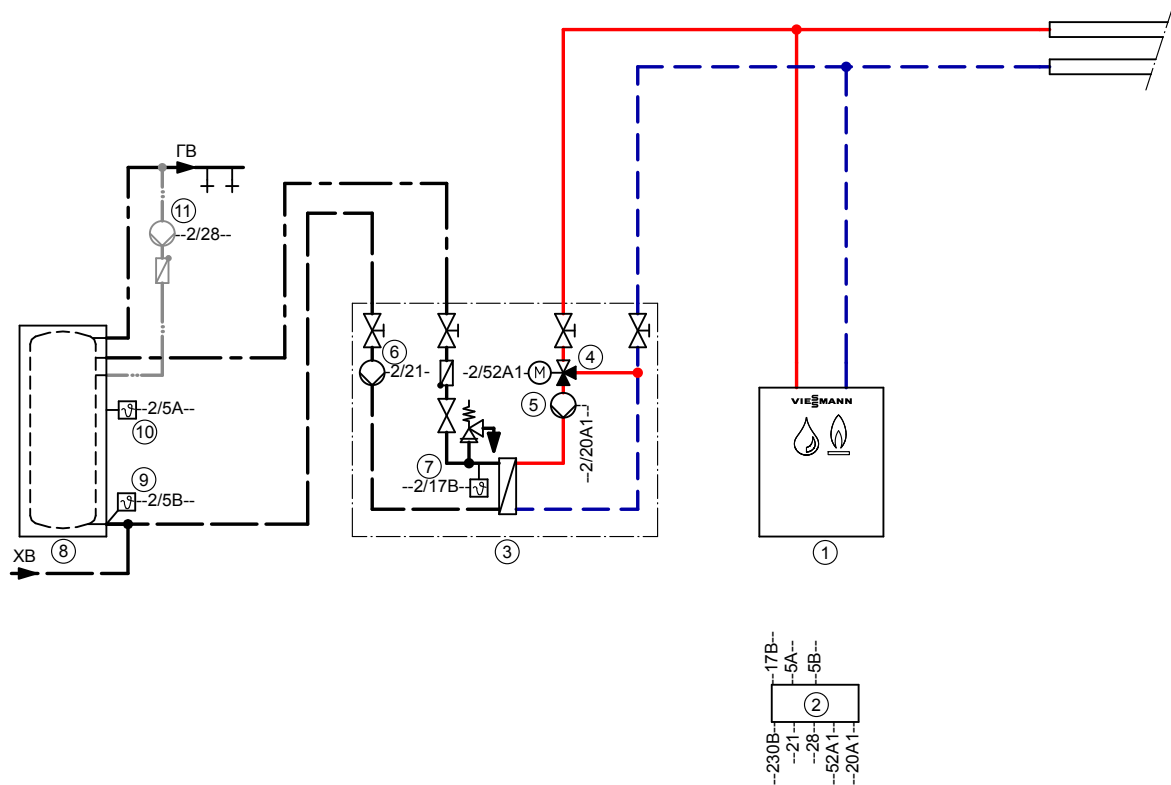 ГВ
11
--2/28--
6
-2/21-
-2/52A1-
M
4
5
--2/20A1--
VIESMANN
--2/5A--
10
7
9
--2/17B--
--2/5B--
ХВ
8
3
1
--17B--
--5A--
--5B--
2
--230B--
--21--
--28--
--52A1--
--20A1--